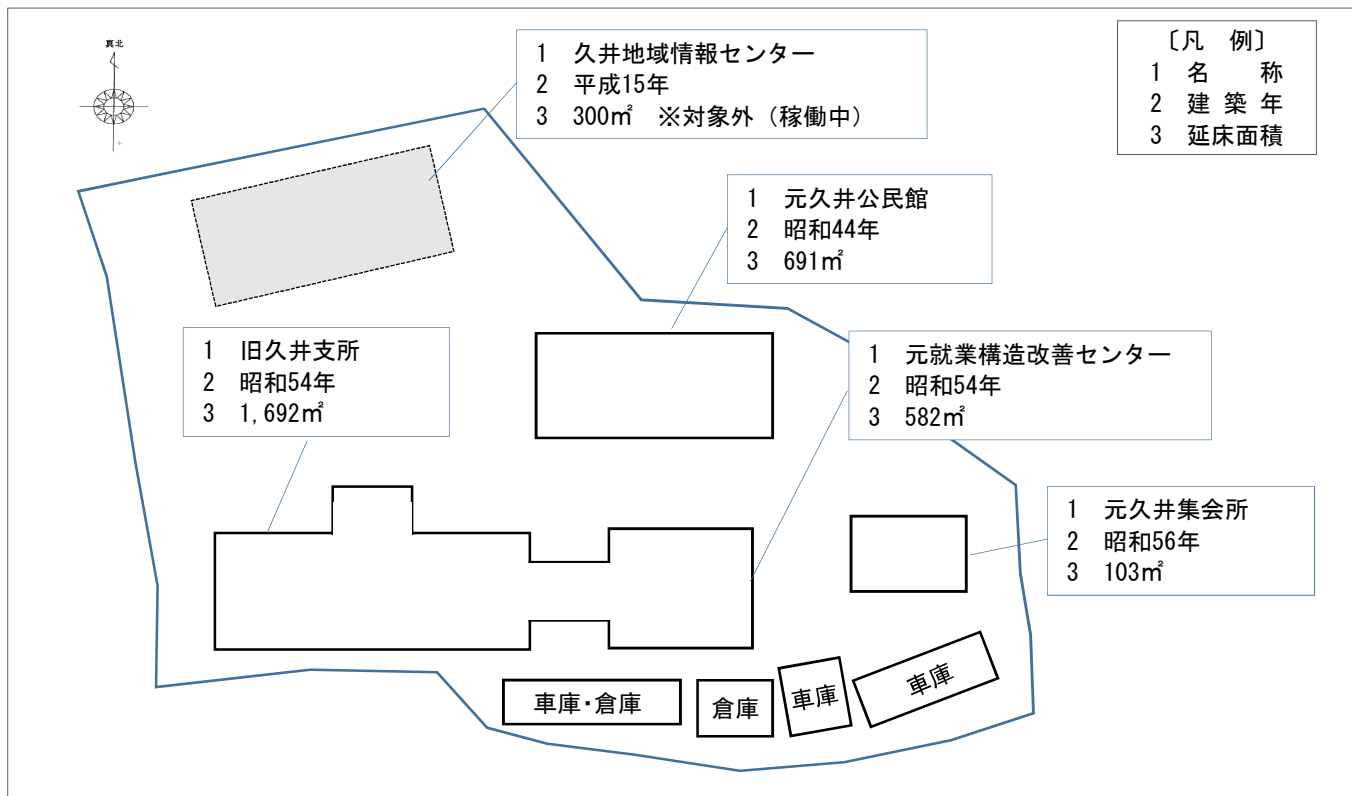 真北
1 久井地域情報センター
2 平成15年
3 300㎡ ※対象外（稼働中）
〔凡 例〕
1 名 称
2 建 築 年
3 延床面積
1 元久井公民館
2 昭和44年
3 691㎡
1 旧久井支所
2 昭和54年
3 1,692㎡
1 元就業構造改善センター
2 昭和54年
3 582㎡
1 元久井集会所
2 昭和56年
3 103㎡
車庫・倉庫
倉庫
車庫
車庫